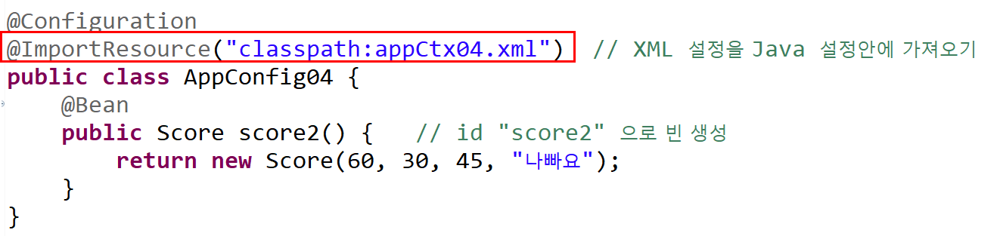 @Configuration
@ImportResource("classpath:appCtx04.xml")  // XML 설정을 Java 설정안에 가져오기
public class AppConfig04 {
    @Bean
    public Score score2() {   // id "score2" 으로 빈 생성
        return new Score(60, 30, 45, "나빠요");
    }
}